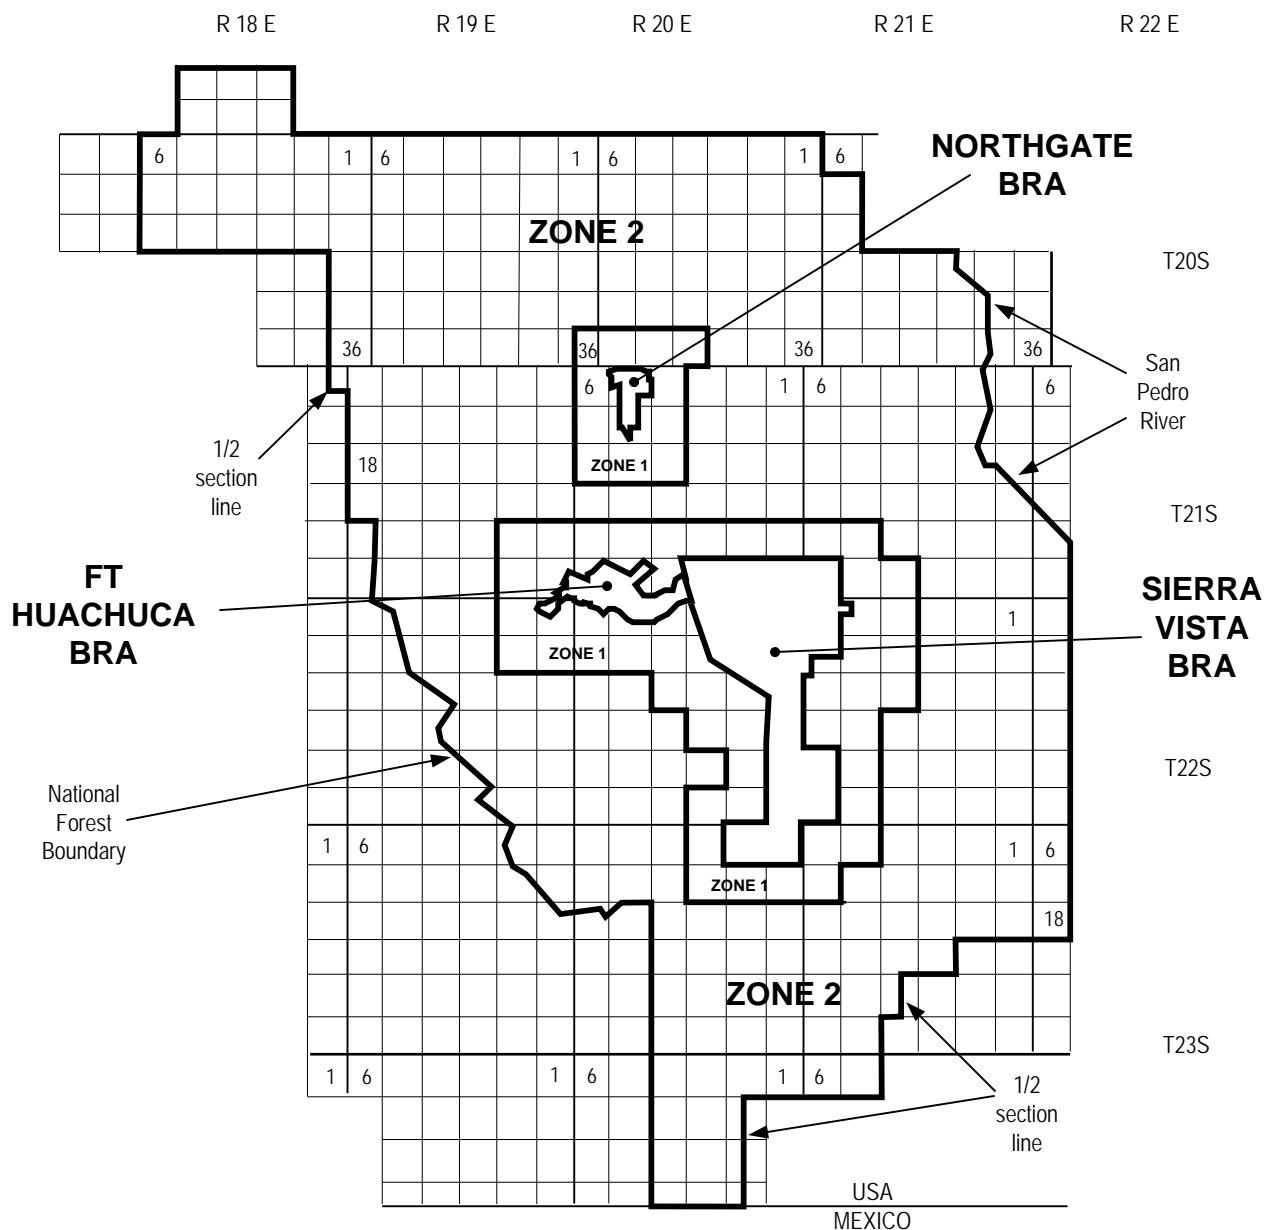 R 18 E R 19 E R 20 E R 21 E R 22 E
6 1 6 1 6 1 6
NORTHGATE
BRA
ZONE 2
T20S
36 36 36 36
6 1 6 6
San
Pedro
River
1/2
section
line
18
ZONE 1
T21S
FT
HUACHUCA
BRA
SIERRA
VISTA
BRA
1
ZONE 1
T22S
National
Forest
Boundary
1 6 1 6
ZONE 1
18
ZONE 2
T23S
1 6 1 6 1 6
1/2
section
line
USA
MEXICO